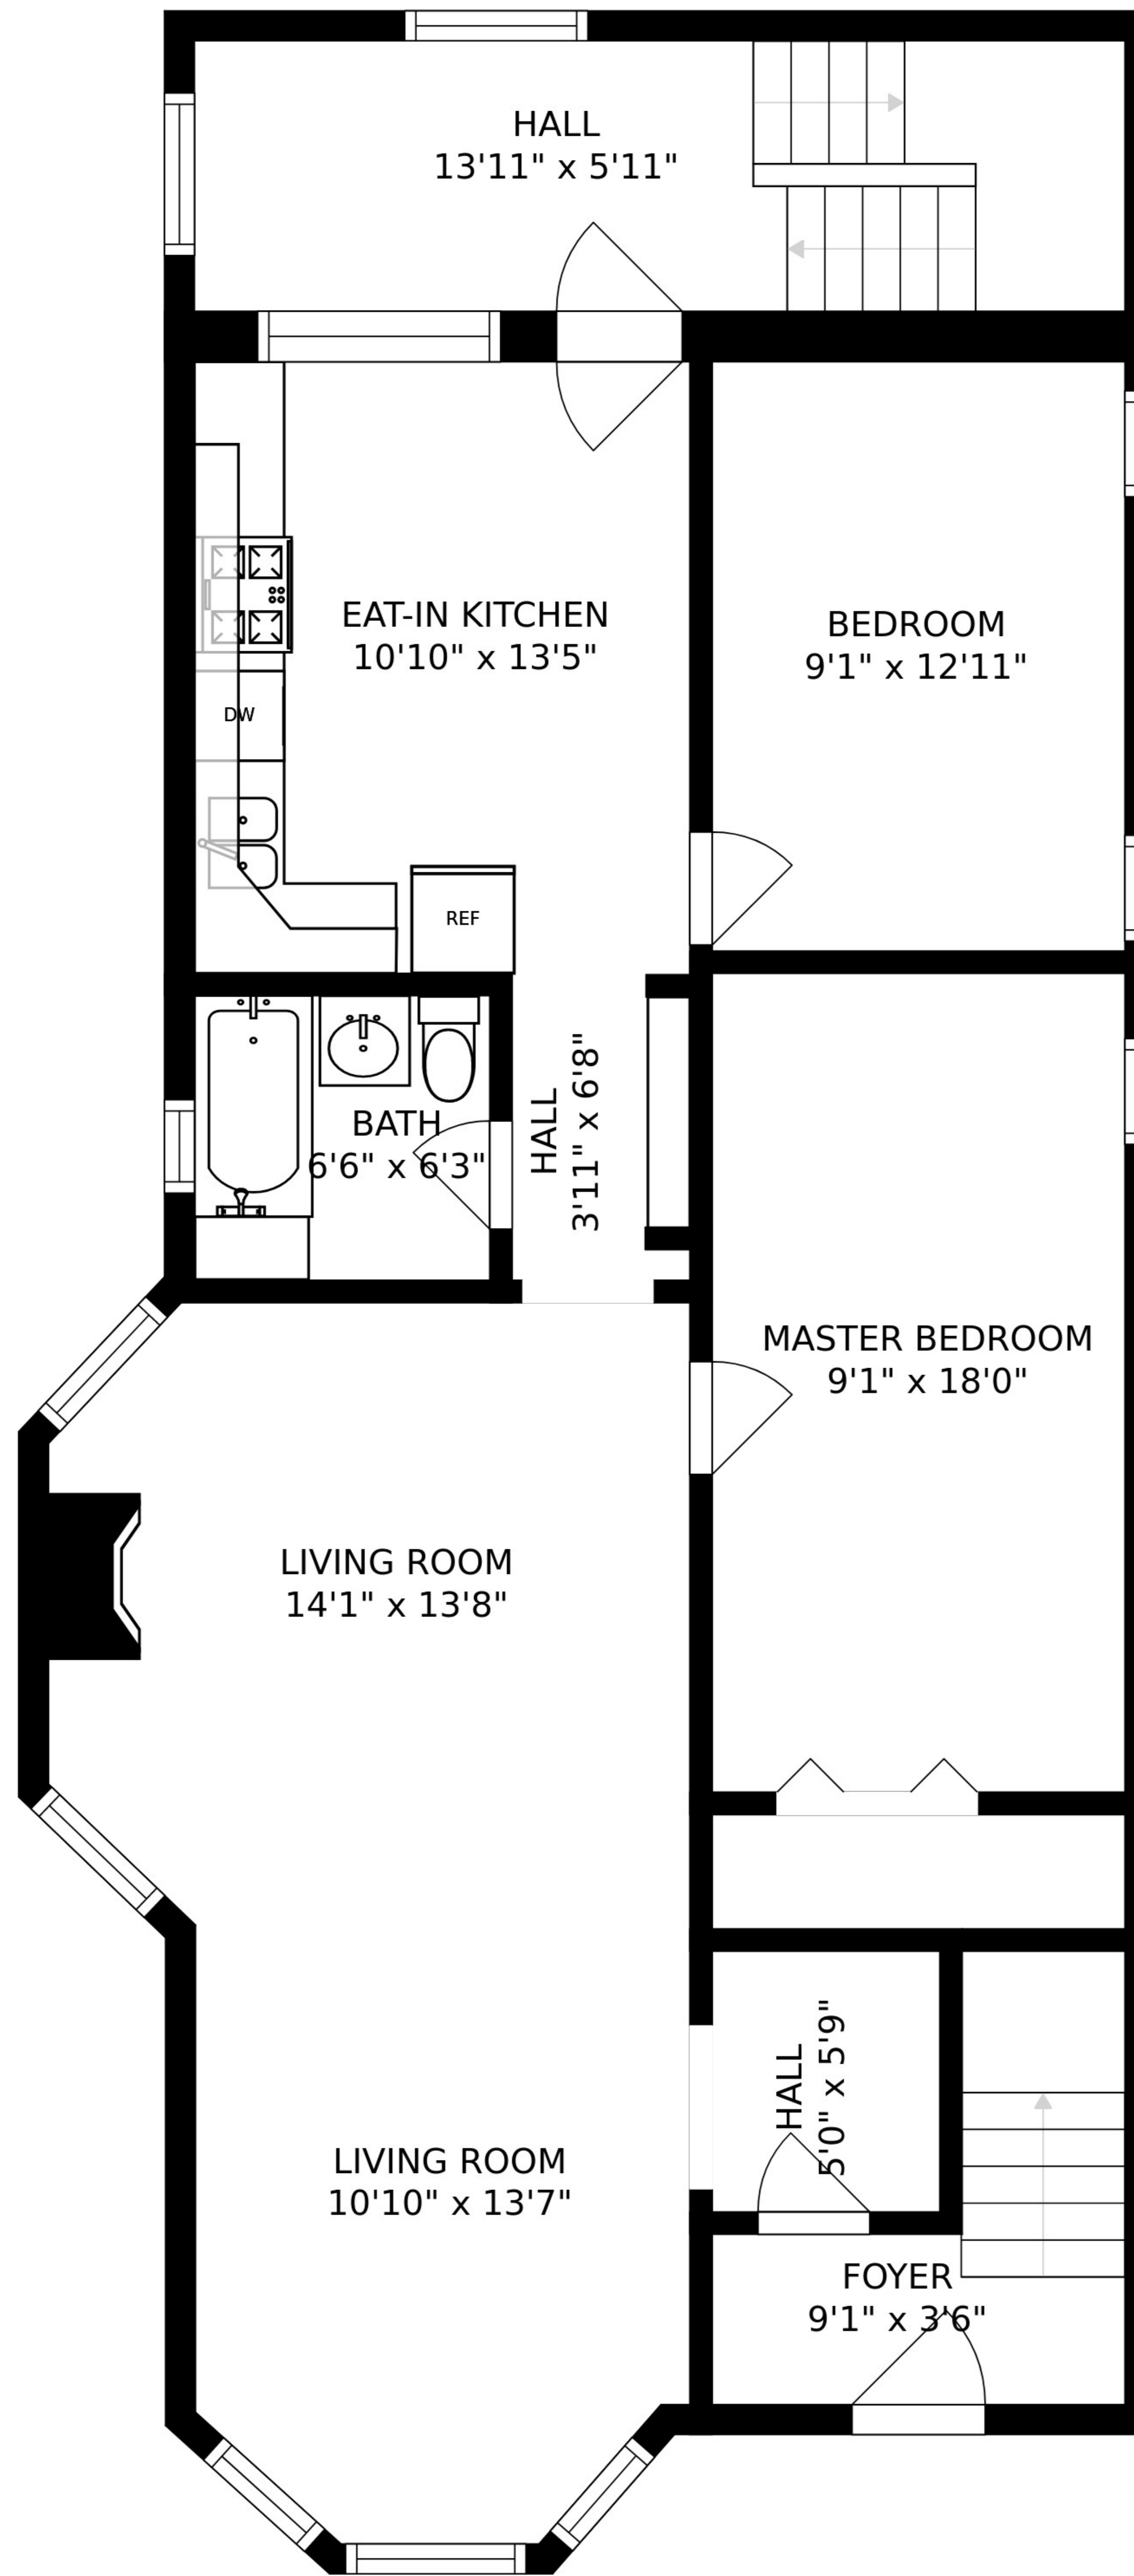 HALL
13'11" x 5'11"
EAT-IN KITCHEN
10'10" x 13'5"
BEDROOM
9'1" x 12'11"
DW
REF
BATH
6'6" x 6'3"
HALL
3'11" x 6'8"
MASTER BEDROOM
9'1" x 18'0"
LIVING ROOM
14'1" x 13'8"
HALL
5'0" x 5'9"
LIVING ROOM
10'10" x 13'7"
FOYER
9'1" x 3'6"